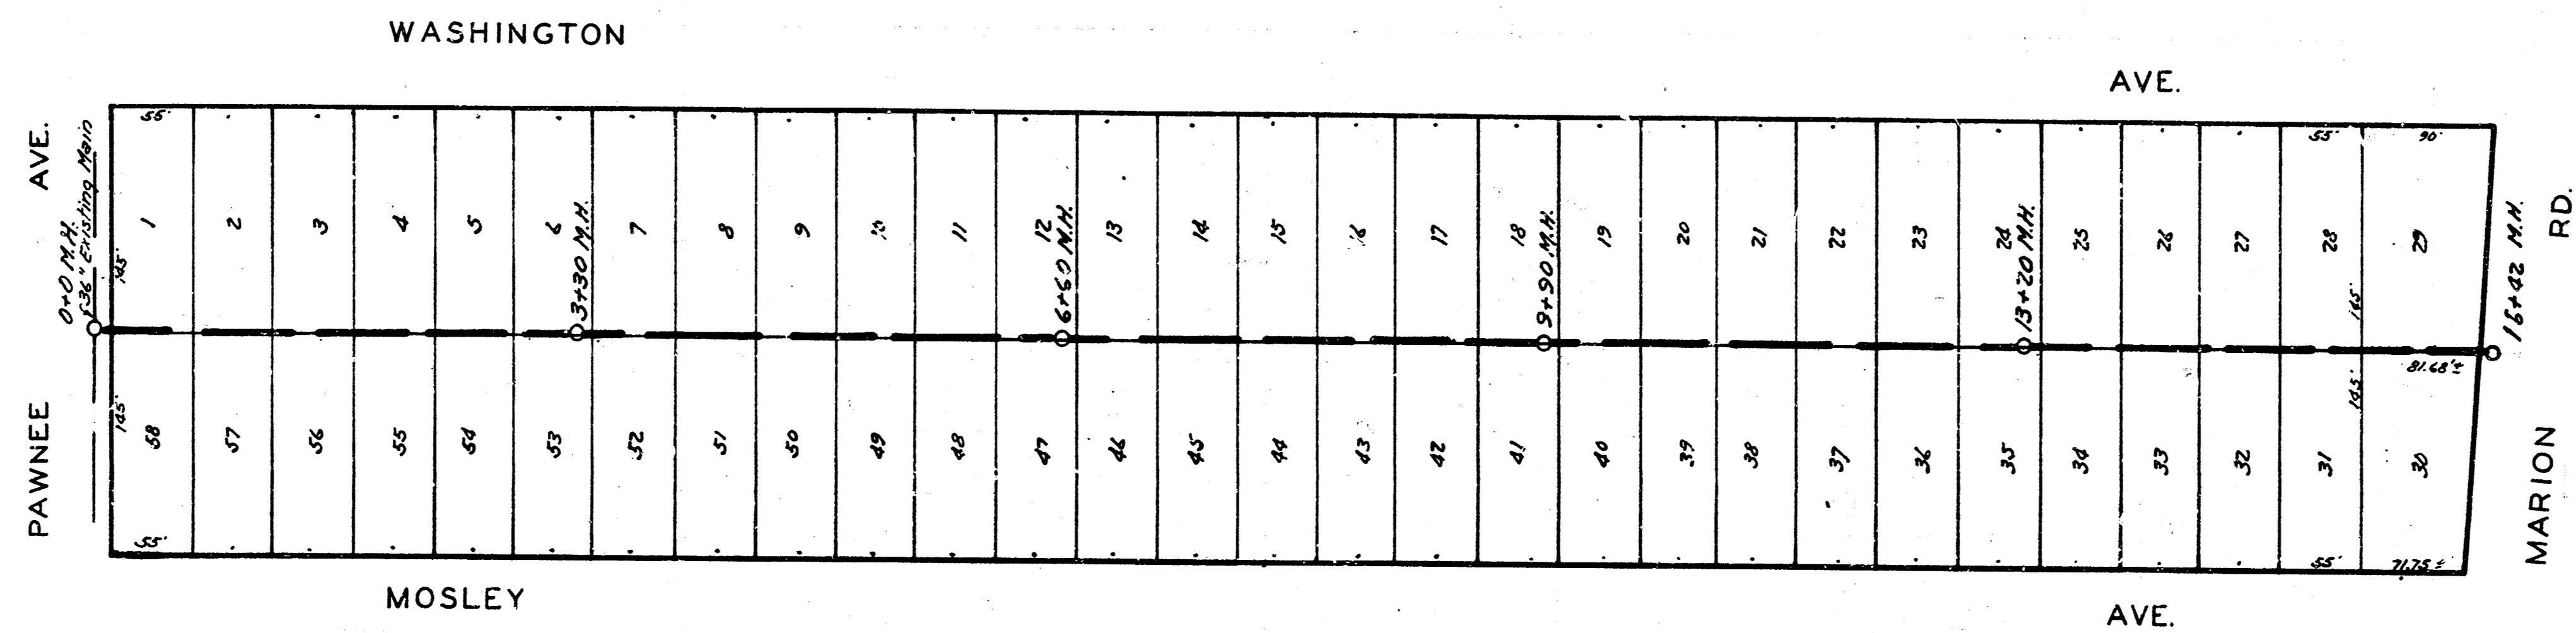 WASHINGTON
AVE.
AVE.
PAWNEE
0+0 M.H.
36" Existing Main
55'
55'
90'
1 2 3 4 5 6 7 8 9 10 11 12 13 14 15 16 17 18 19 20 21 22 23 24 25 26 27 28 29
145'
145'
3+30 M.H.
6+60 M.H.
9+90 M.H.
13+20 M.H.
16+42 M.H.
RD.
MARION
81.68'±
145'
145'
58 57 56 55 54 53 52 51 50 49 48 47 46 45 44 43 42 41 40 39 38 37 36 35 34 33 32 31 30
55'
55'
71.75±
MOSLEY
AVE.